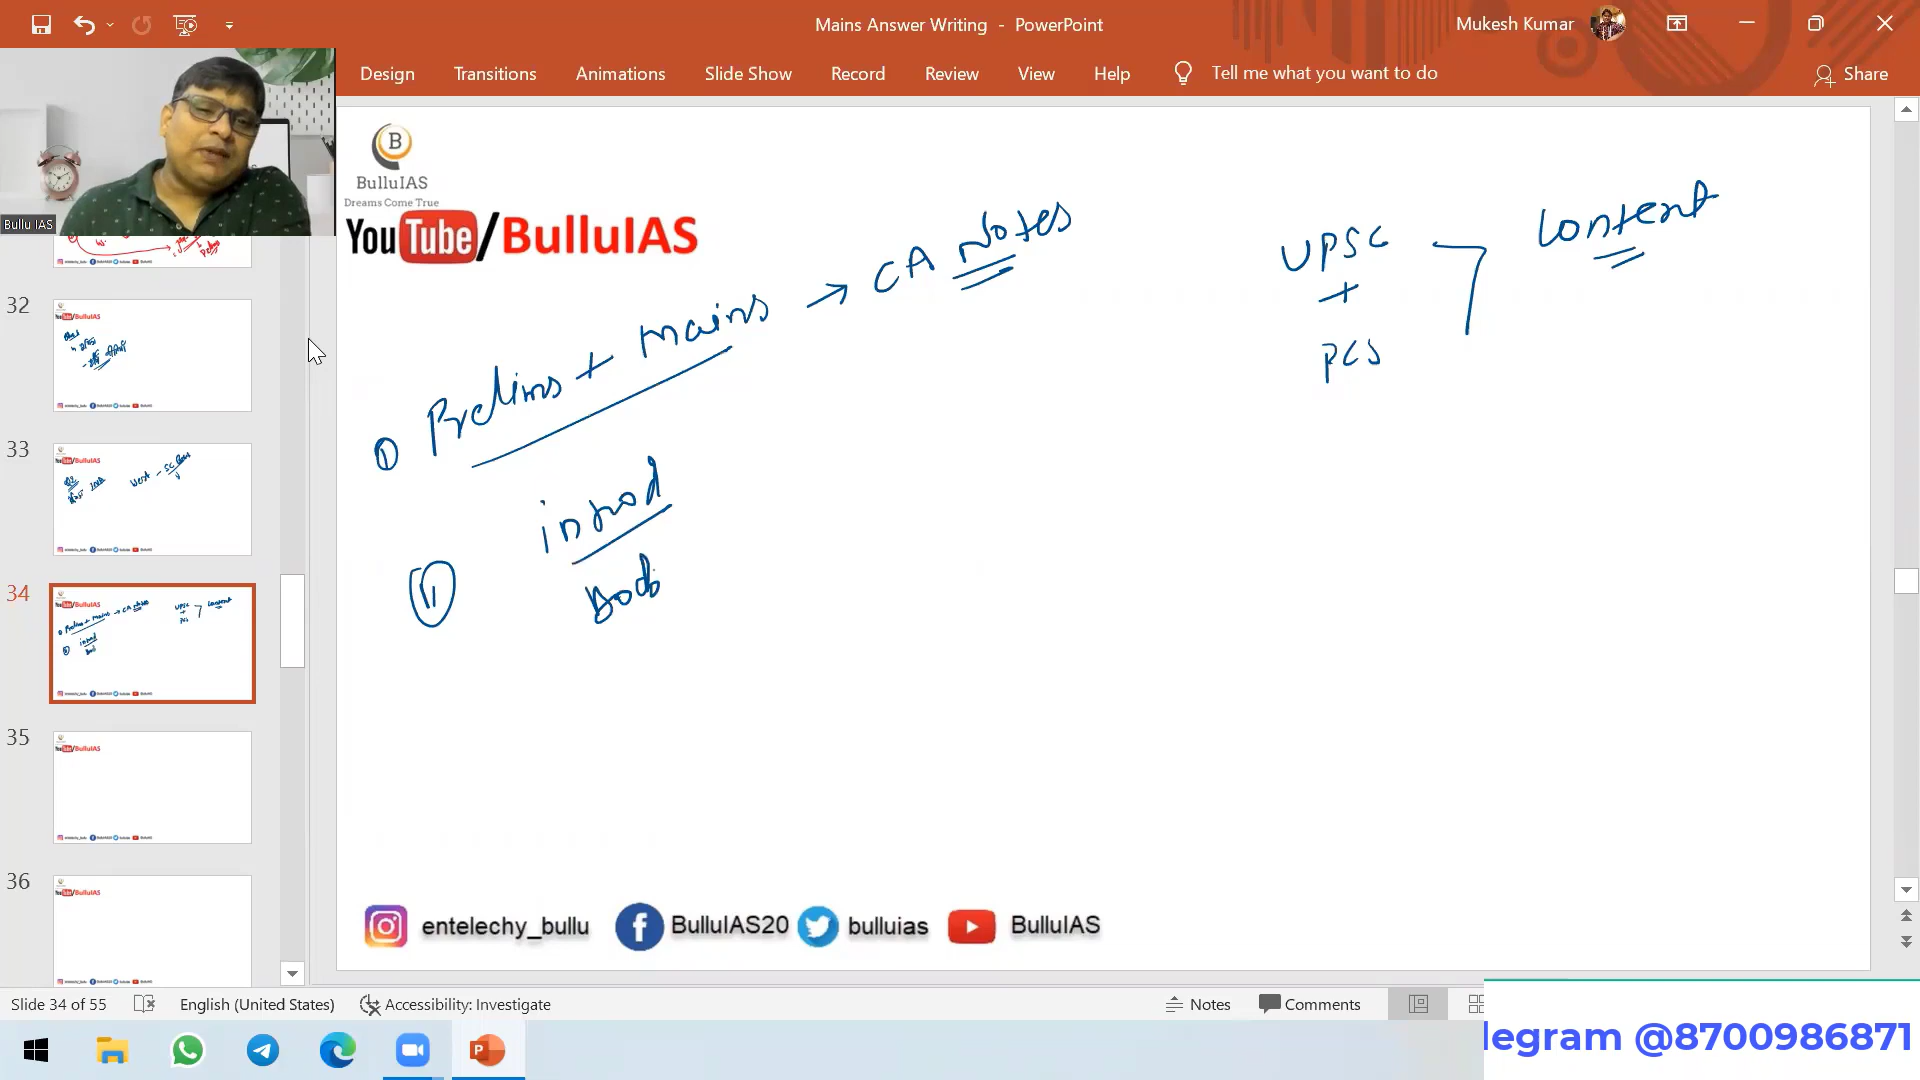 Mains Answer Writing - PowerPoint
Mukesh Kumar
Design Transitions Animations Slide Show Record Review View Help Tell me what you want to do Share
Bullu IAS
B
BulluIAS
Dreams Come True
YouTube/BulluIAS
① Prelims + Mains → CA Notes
UPSC
+
PCS
Content
introd
②
32
33
34
35
36
entelechy_bullu BulluIAS20 bulluias BulluIAS
Slide 34 of 55 English (United States) Accessibility: Investigate Notes Comments
legram @8700986871